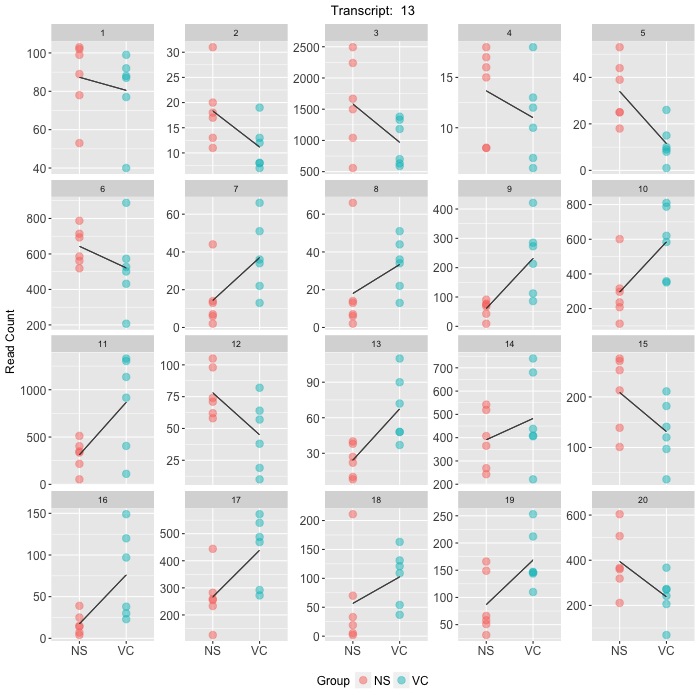 Transcript: 13
1 2 3 4 5
100 80 60 40
30 20 10
2500 2000 1500 1000 500
15 10
40 20 0
6 7 8 9 10
800 600 400 200
60 40 20 0
60 40 20 0
400 300 200 100 0
800 600 400 200
Read Count
11 12 13 14 15
1000 500 0
100 75 50 25
90 60 30
700 600 500 400 300 200
200 100
16 17 18 19 20
150 100 50 0
500 400 300 200
200 150 100 50 0
250 200 150 100 50
600 400 200
NS VC NS VC NS VC NS VC NS VC
Group NS VC